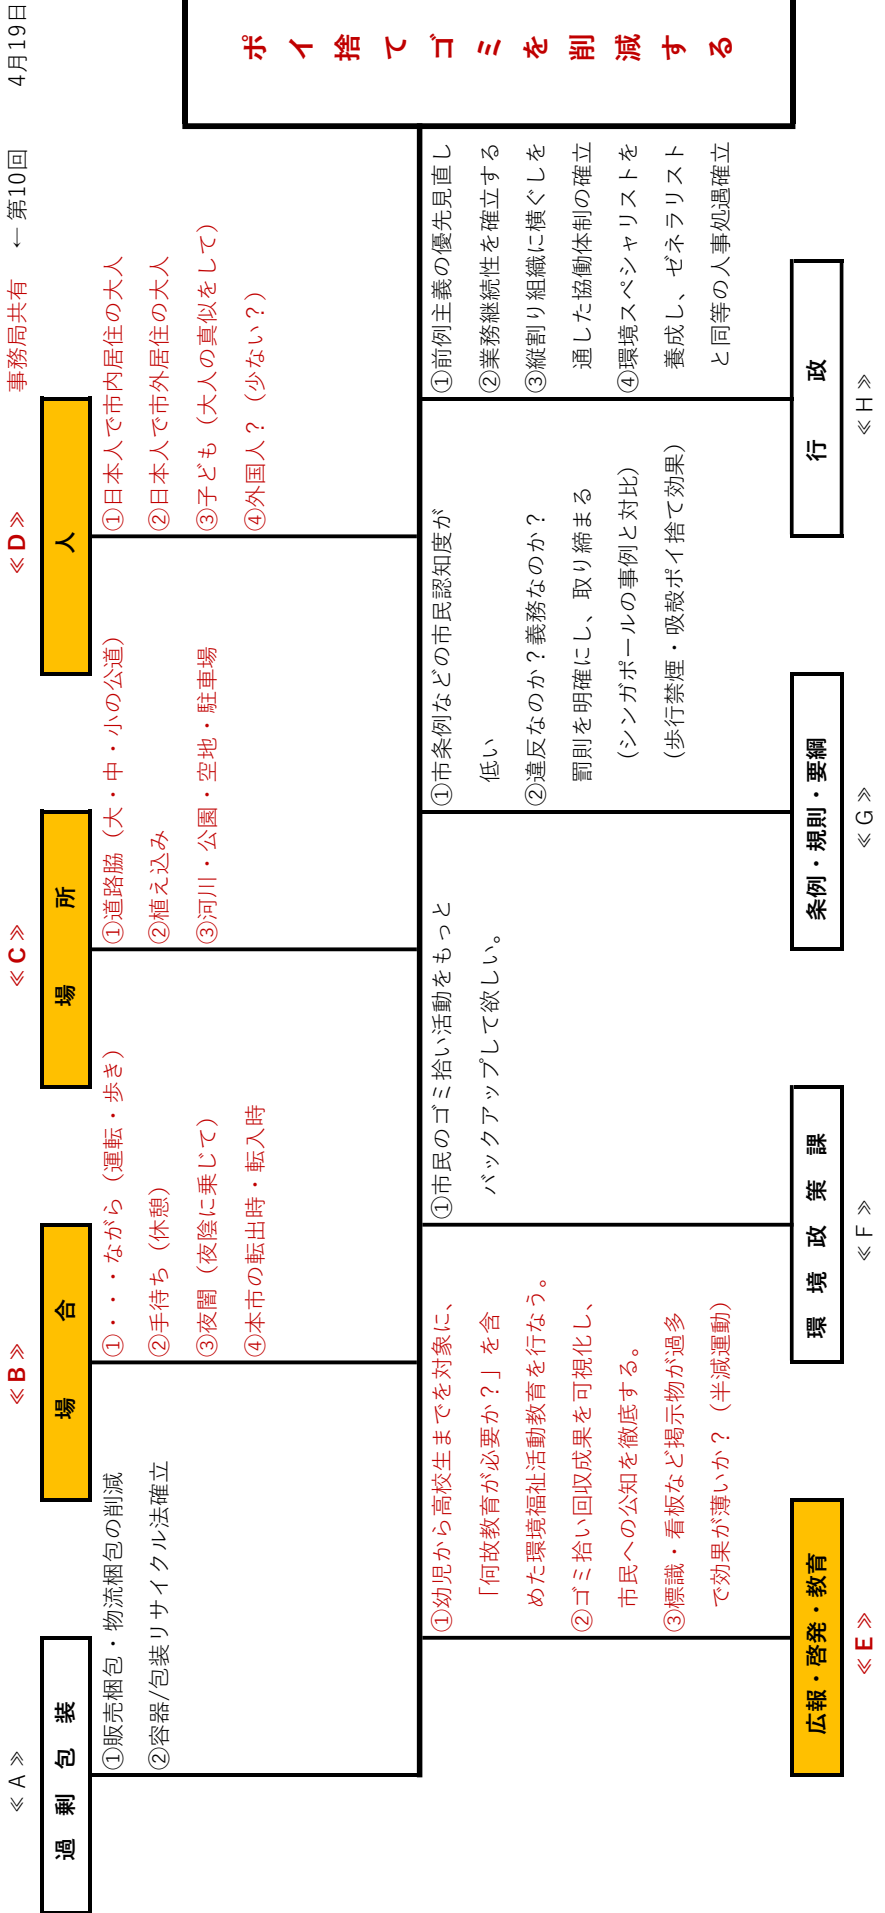 事務局共有 ← 第10回 4月19日
≪ A ≫
過剰包装
①販売梱包・物流梱包の削減
②容器/包装リサイクル法確立
≪ B ≫
場合
①・・・ながら（運転・歩き）
②手待ち（休憩）
③夜闇（夜陰に乗じて）
④本市の転出時・転入時
≪ C ≫
場所
①道路脇（大・中・小の公道）
②植え込み
③河川・公園・空地・駐車場
≪ D ≫
人
①日本人で市内居住の大人
②日本人で市外居住の大人
③子ども（大人の真似をして）
④外国人？（少ない？）
ポイ捨てゴミを削減する
①幼児から高校生までを対象に、
「何故教育が必要か？」を含
めた環境福祉活動教育を行なう。
②ゴミ拾い回収成果を可視化し、
市民への公知を徹底する。
③標識・看板など掲示物が過多
で効果が薄いか？（半減運動）
広報・啓発・教育
≪ E ≫
①市民のゴミ拾い活動をもっと
バックアップして欲しい。
環境政策課
≪ F ≫
①市条例などの市民認知度が
低い
②違反なのか？義務なのか？
罰則を明確にし、取り締まる
(シンガポールの事例と対比)
(歩行禁煙・吸殻ポイ捨て効果)
条例・規則・要綱
≪ G ≫
①前例主義の優先見直し
②業務継続性を確立する
③縦割り組織に横ぐしを
通した協働体制の確立
④環境スペシャリストを
養成し、ゼネラリスト
と同等の人事処遇確立
行政
≪ H ≫